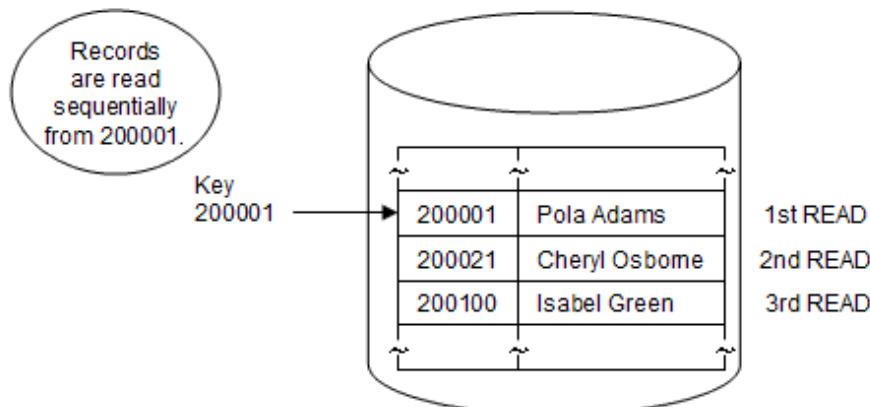 Records
are read
sequentially
from 200001.
Key
200001
200001 Pola Adams 1st READ
200021 Cheryl Osborne 2nd READ
200100 Isabel Green 3rd READ